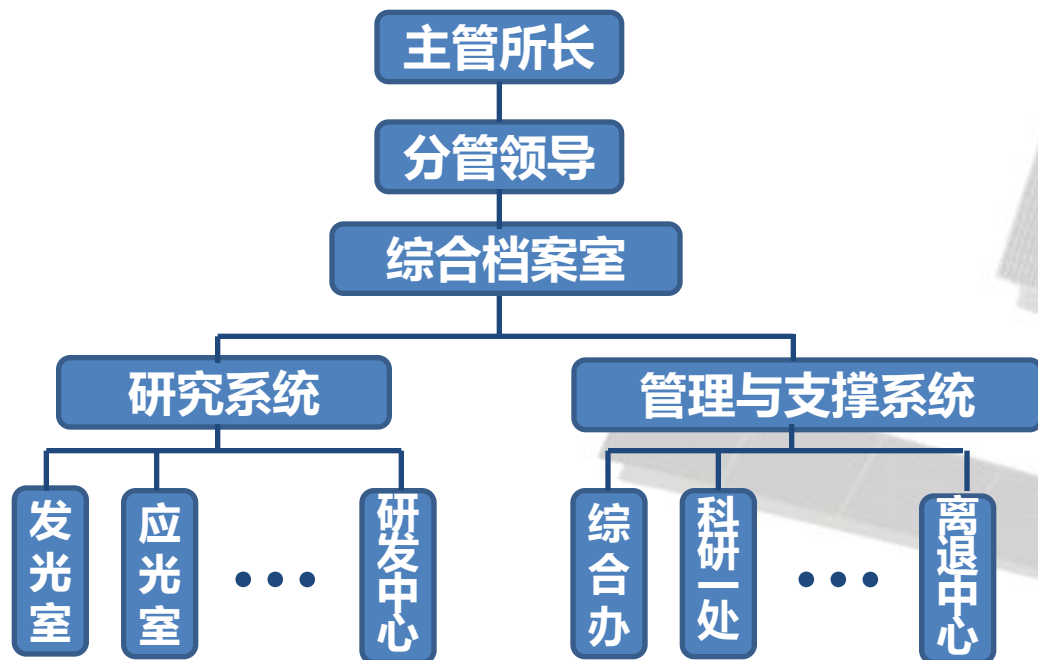 主管所长
分管领导
综合档案室
研究系统
管理与支撑系统
发光室
应光室
•••
研发中心
综合办
科研一处
•••
离退中心